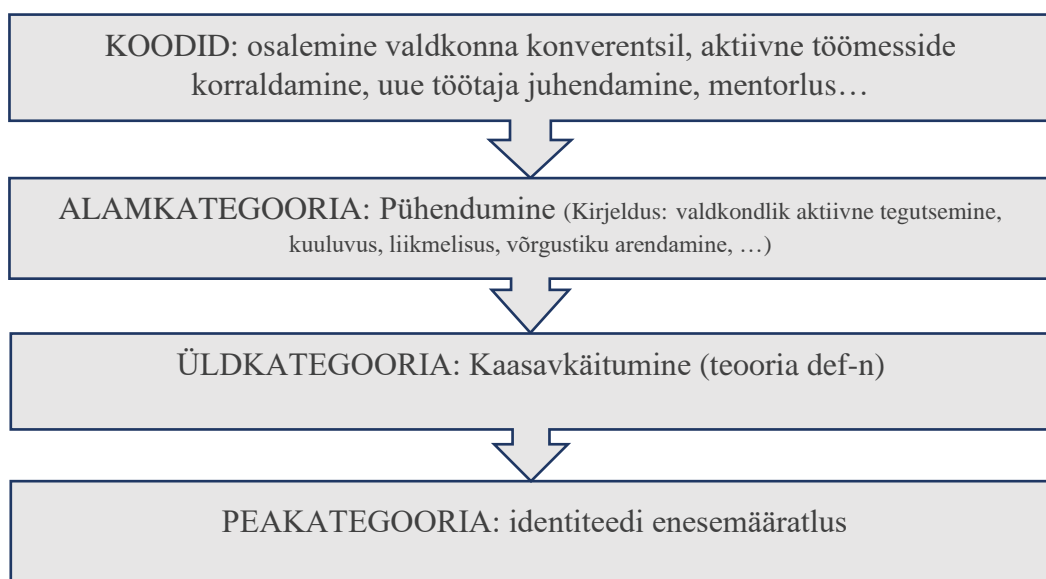 KOODID: osalemine valdkonna konverentsil, aktiivne töömesside
korraldamine, uue töötaja juhendamine, mentorlus…
ALAMKATEGOORIA: Pühendumine (Kirjeldus: valdkondlik aktiivne tegutsemine,
kuuluvus, liikmelisus, võrgustiku arendamine, …)
ÜLDKATEGOORIA: Kaasavkäitumine (teooria def-n)
PEAKATEGOORIA: identiteedi enesemääratlus